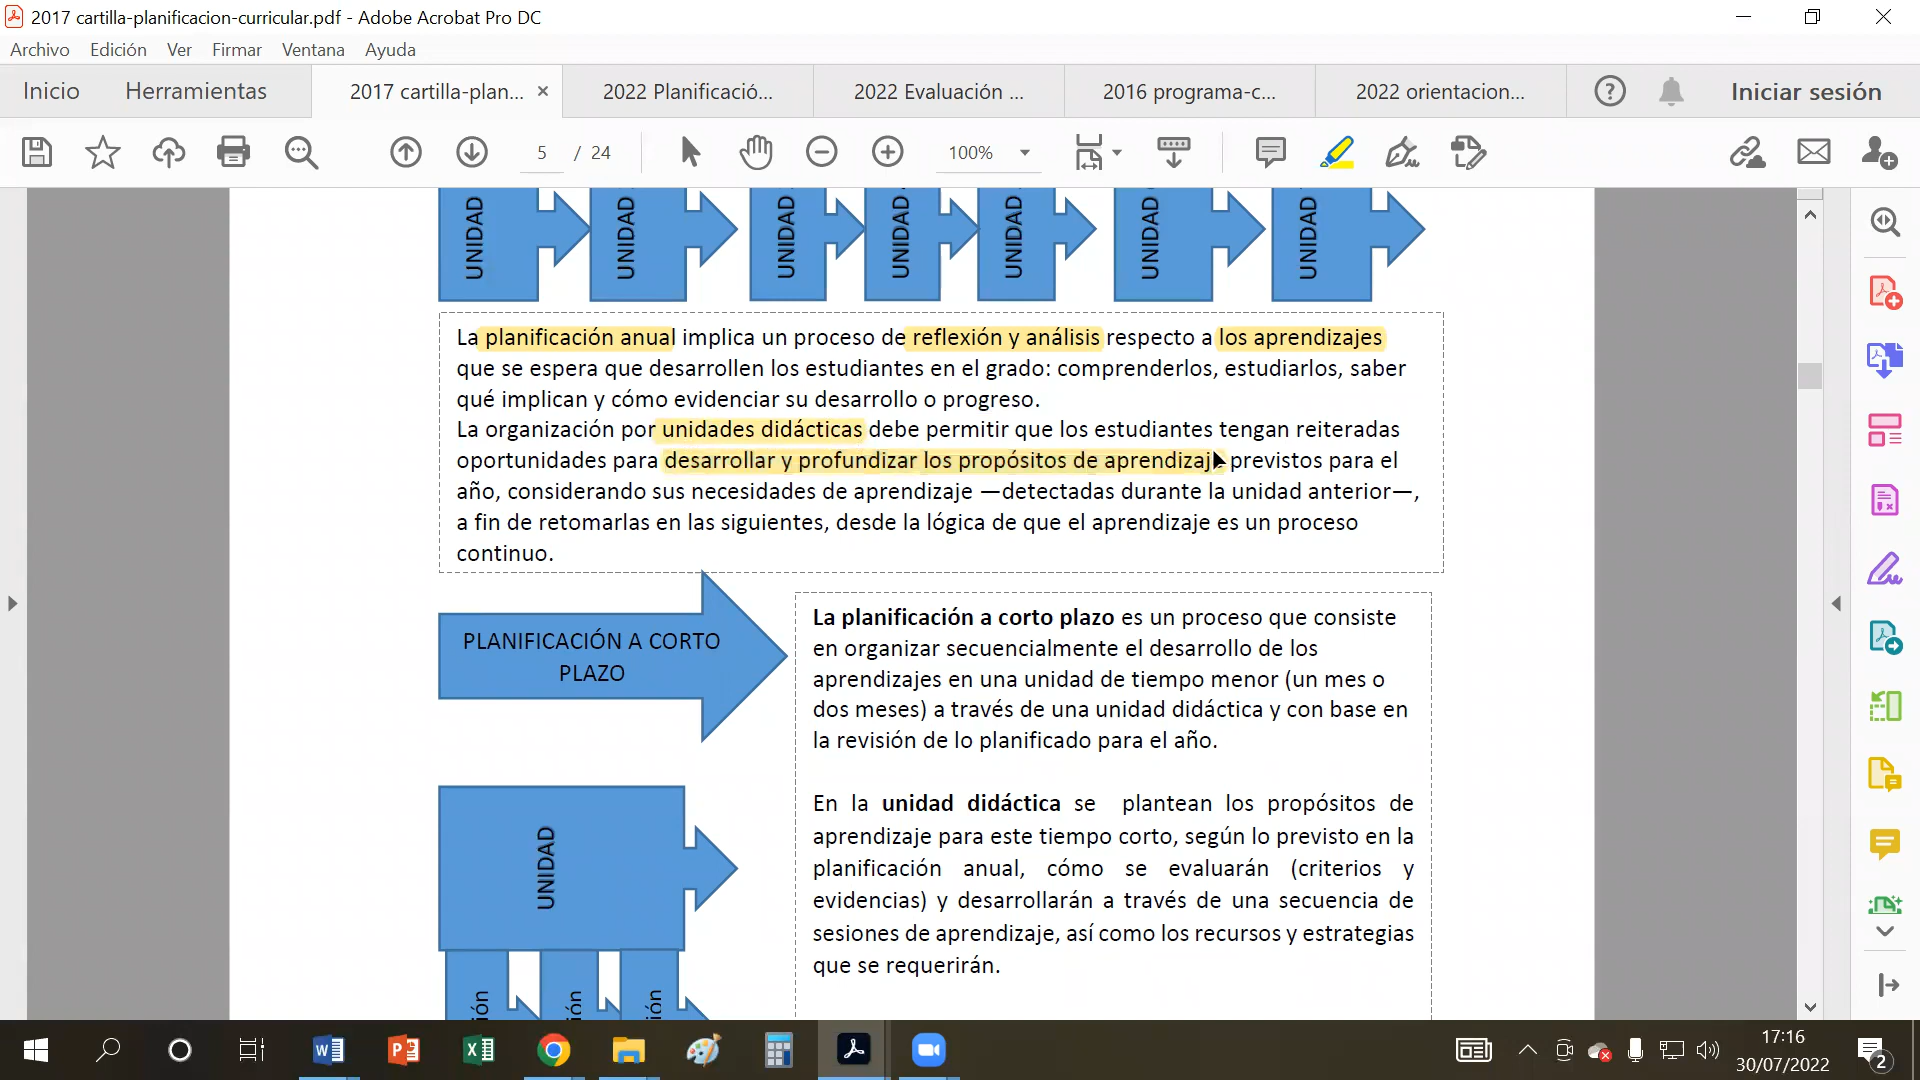 2017 cartilla-planificacion-curricular.pdf - Adobe Acrobat Pro DC
Archivo Edición Ver Firmar Ventana Ayuda
Inicio Herramientas 2017 cartilla-plan... × 2022 Planificació... 2022 Evaluación ... 2016 programa-c... 2022 orientacion... Iniciar sesión
5 / 24 100%
UNIDAD UNIDAD UNIDAD UNIDAD UNIDAD UNIDAD UNIDAD
La planificación anual implica un proceso de reflexión y análisis respecto a los aprendizajes
que se espera que desarrollen los estudiantes en el grado: comprenderlos, estudiarlos, saber
qué implican y cómo evidenciar su desarrollo o progreso.
La organización por unidades didácticas debe permitir que los estudiantes tengan reiteradas
oportunidades para desarrollar y profundizar los propósitos de aprendizaje previstos para el
año, considerando sus necesidades de aprendizaje —detectadas durante la unidad anterior—,
a fin de retomarlas en las siguientes, desde la lógica de que el aprendizaje es un proceso
continuo.
PLANIFICACIÓN A CORTO
PLAZO
La planificación a corto plazo es un proceso que consiste
en organizar secuencialmente el desarrollo de los
aprendizajes en una unidad de tiempo menor (un mes o
dos meses) a través de una unidad didáctica y con base en
la revisión de lo planificado para el año.
En la unidad didáctica se plantean los propósitos de
aprendizaje para este tiempo corto, según lo previsto en la
planificación anual, cómo se evaluarán (criterios y
evidencias) y desarrollarán a través de una secuencia de
sesiones de aprendizaje, así como los recursos y estrategias
que se requerirán.
UNIDAD
ión ión ión
17:16
30/07/2022
2